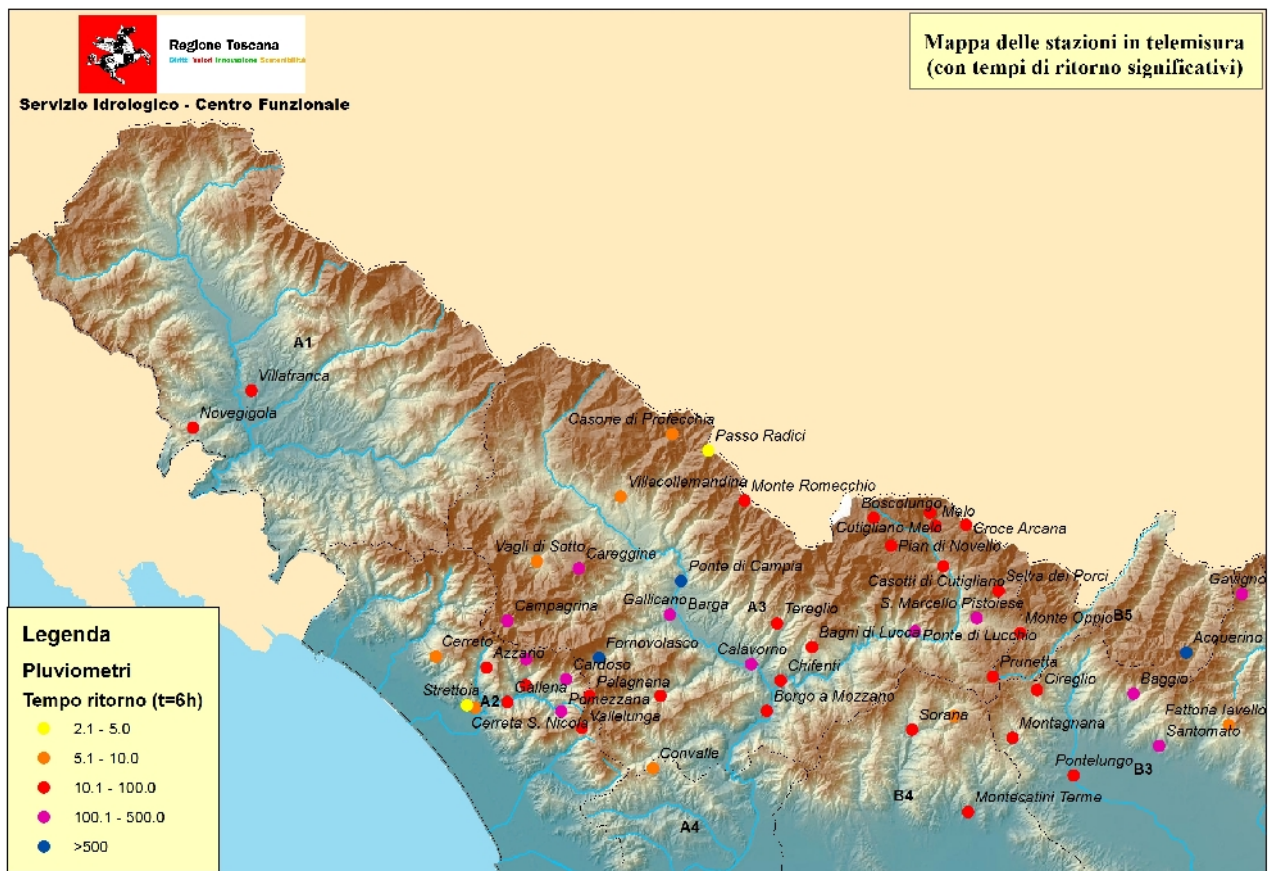 Regione Toscana
Diritti Valori Innovazione Sostenibilità
Servizio Idrologico - Centro Funzionale
Mappa delle stazioni in telemisura
(con tempi di ritorno significativi)
A1
Villafranca
Novegigola
Casone di Profecchia
Passo Radici
Villacollemandina
Monte Romecchio
Boscolungo
Melo
Cutigliano Melo
Croce Arcana
Pian di Novello
Vagli di Sotto
Careggine
Ponte di Campia
Casotti di Cutigliano
Selva dei Porci
Gavigno
Campagrina
Gallicano
Barga
A3
Tereglio
S. Marcello Pistoiese
Monte Oppio
B5
Cerreto
Azzano
Fornovolasco
Calavorno
Bagni di Lucca
Ponte di Lucchio
Acquerino
Cardoso
Chifenti
Prunetta
Baggio
Strettoia
A2
Gallena
Palagnana
Pomezzana
Borgo a Mozzano
Cireglio
Cerreta S. Nicola
Vallelunga
Sorana
Montagnana
Fattoria Iavello
Santomato
Convalle
Pontelungo
B3
B4
Montecatini Terme
A4
Legenda
Pluviometri
Tempo ritorno (t=6h)
2.1 - 5.0
5.1 - 10.0
10.1 - 100.0
100.1 - 500.0
>500